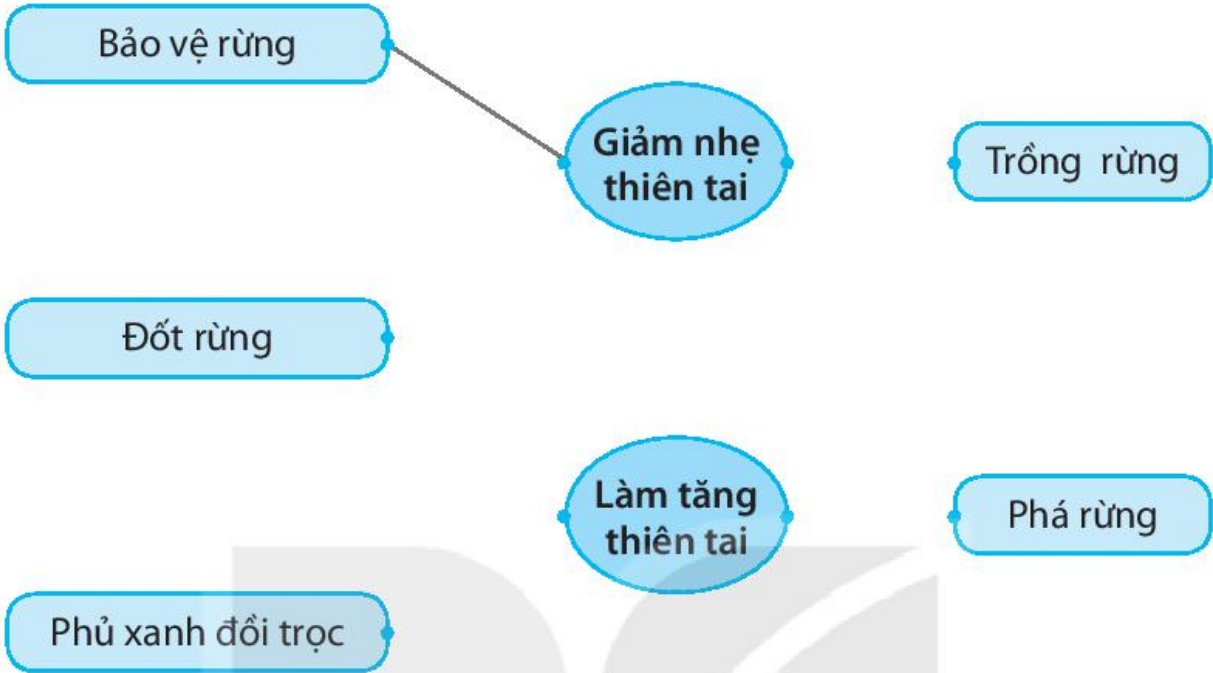 Bảo vệ rừng
Giảm nhẹ
thiên tai
Trồng rừng
Đốt rừng
Làm tăng
thiên tai
Phá rừng
Phủ xanh đồi trọc